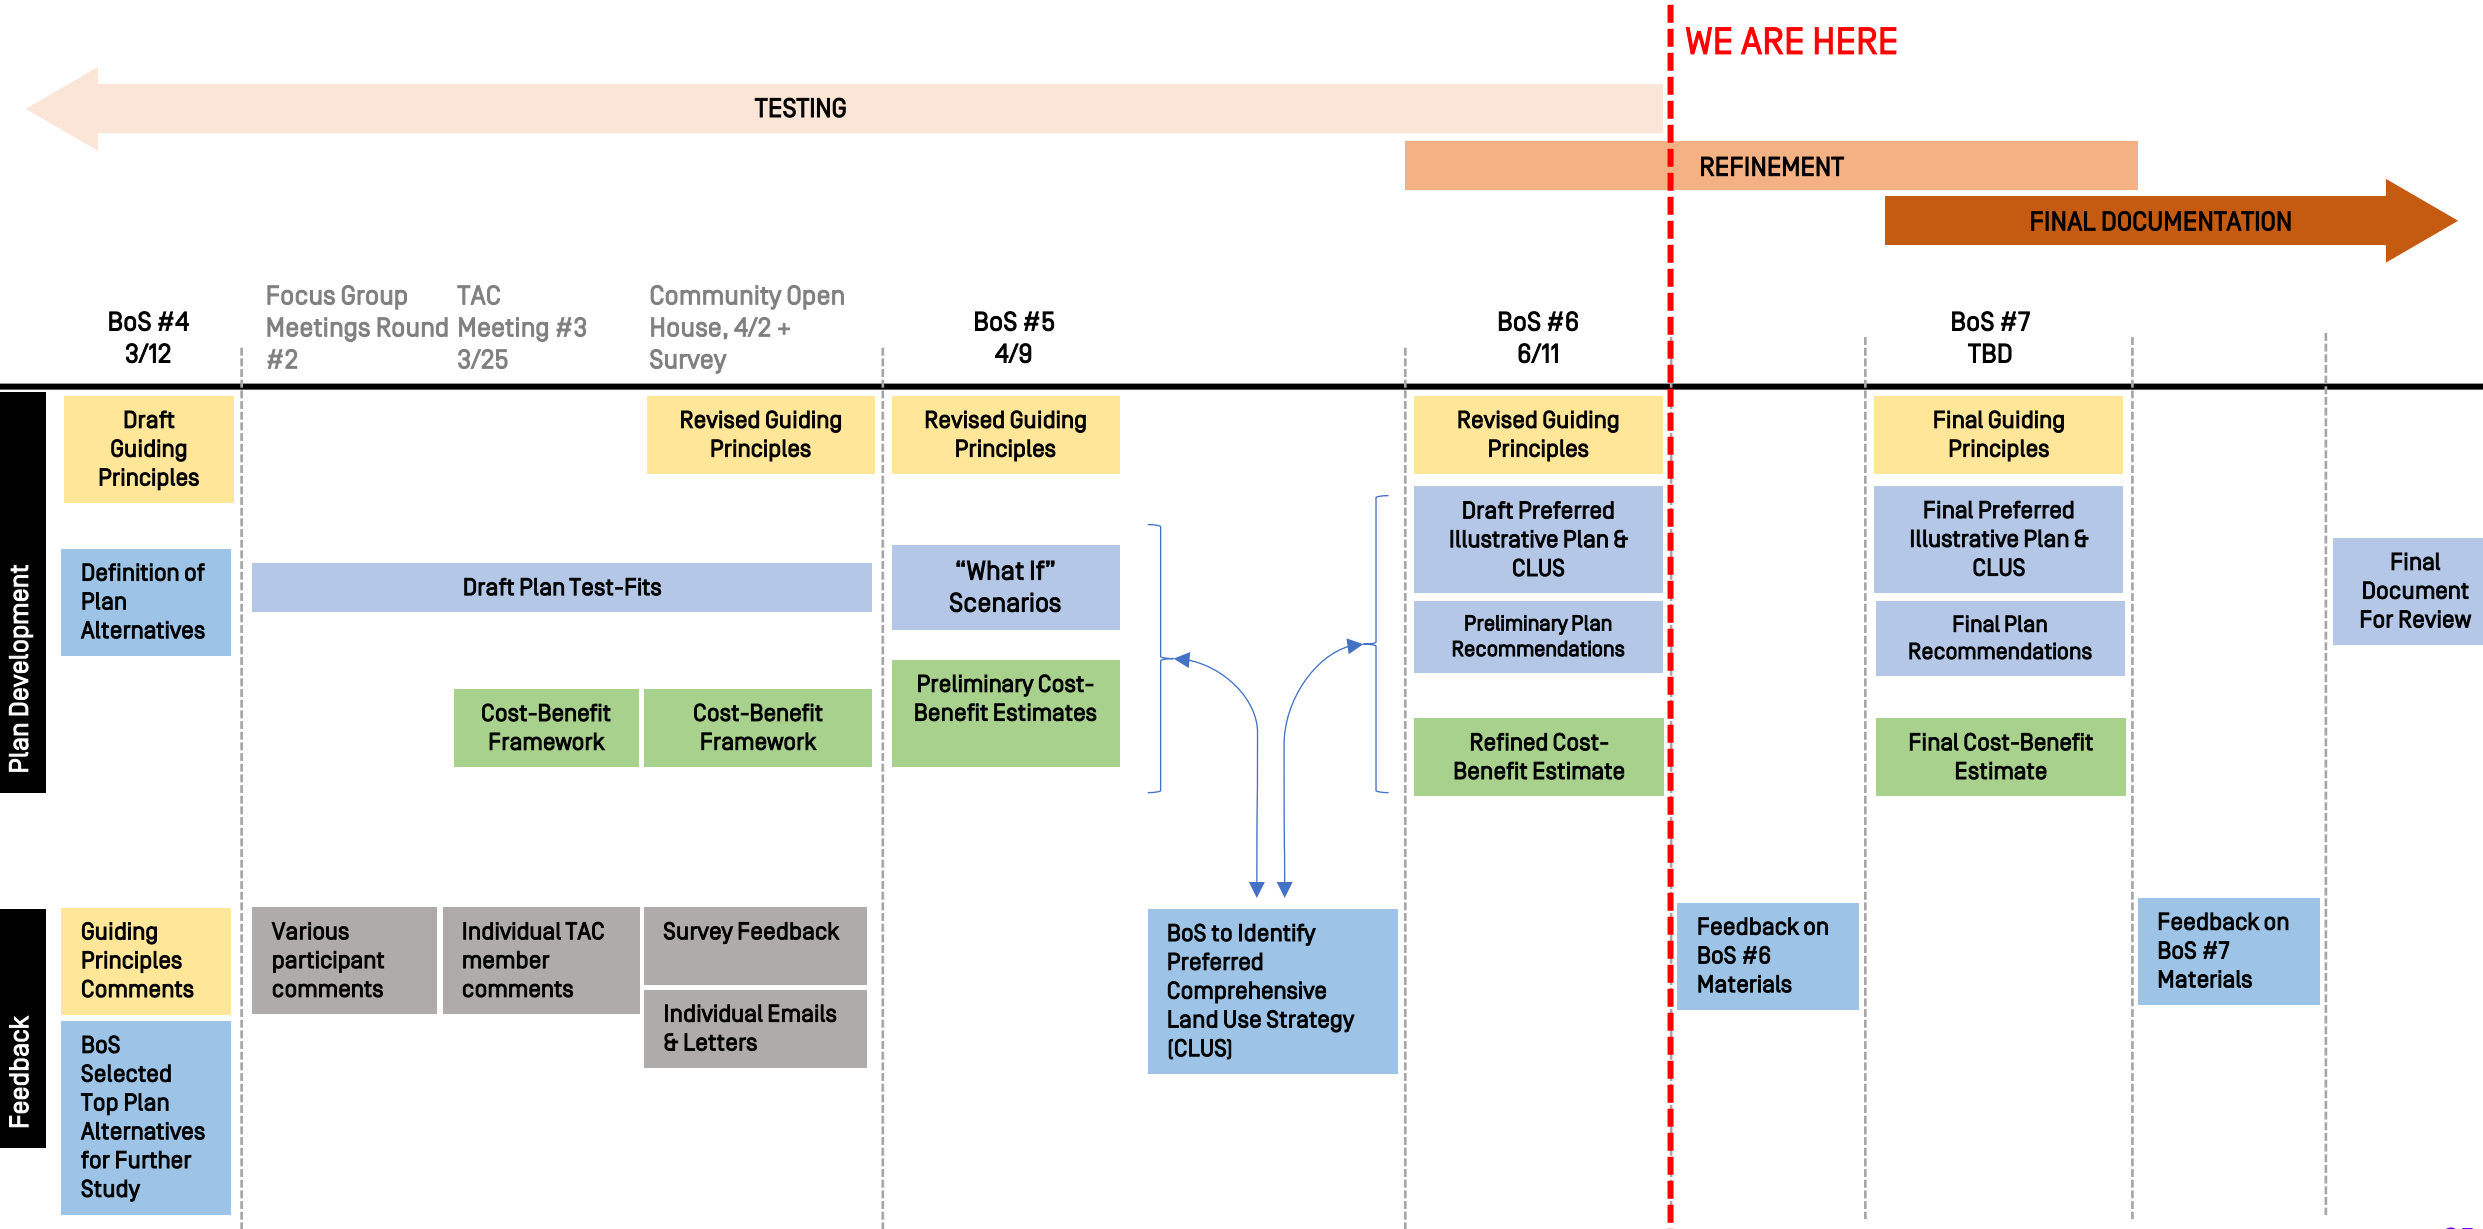 WE ARE HERE
TESTING
REFINEMENT
FINAL DOCUMENTATION
BoS #4
3/12
Focus Group
Meetings Round
#2
TAC
Meeting #3
3/25
Community Open
House, 4/2 +
Survey
BoS #5
4/9
BoS #6
6/11
BoS #7
TBD
Plan Development
Draft
Guiding
Principles
Revised Guiding
Principles
Revised Guiding
Principles
Revised Guiding
Principles
Final Guiding
Principles
Definition of
Plan
Alternatives
Draft Plan Test-Fits
“What If”
Scenarios
Draft Preferred
Illustrative Plan &
CLUS
Final Preferred
Illustrative Plan &
CLUS
Final
Document
For Review
Preliminary Plan
Recommendations
Final Plan
Recommendations
Cost-Benefit
Framework
Cost-Benefit
Framework
Preliminary Cost-
Benefit Estimates
Refined Cost-
Benefit Estimate
Final Cost-Benefit
Estimate
Feedback
Guiding
Principles
Comments
BoS
Selected
Top Plan
Alternatives
for Further
Study
Various
participant
comments
Individual TAC
member
comments
Survey Feedback
Individual Emails
& Letters
BoS to Identify
Preferred
Comprehensive
Land Use Strategy
(CLUS)
Feedback on
BoS #6
Materials
Feedback on
BoS #7
Materials